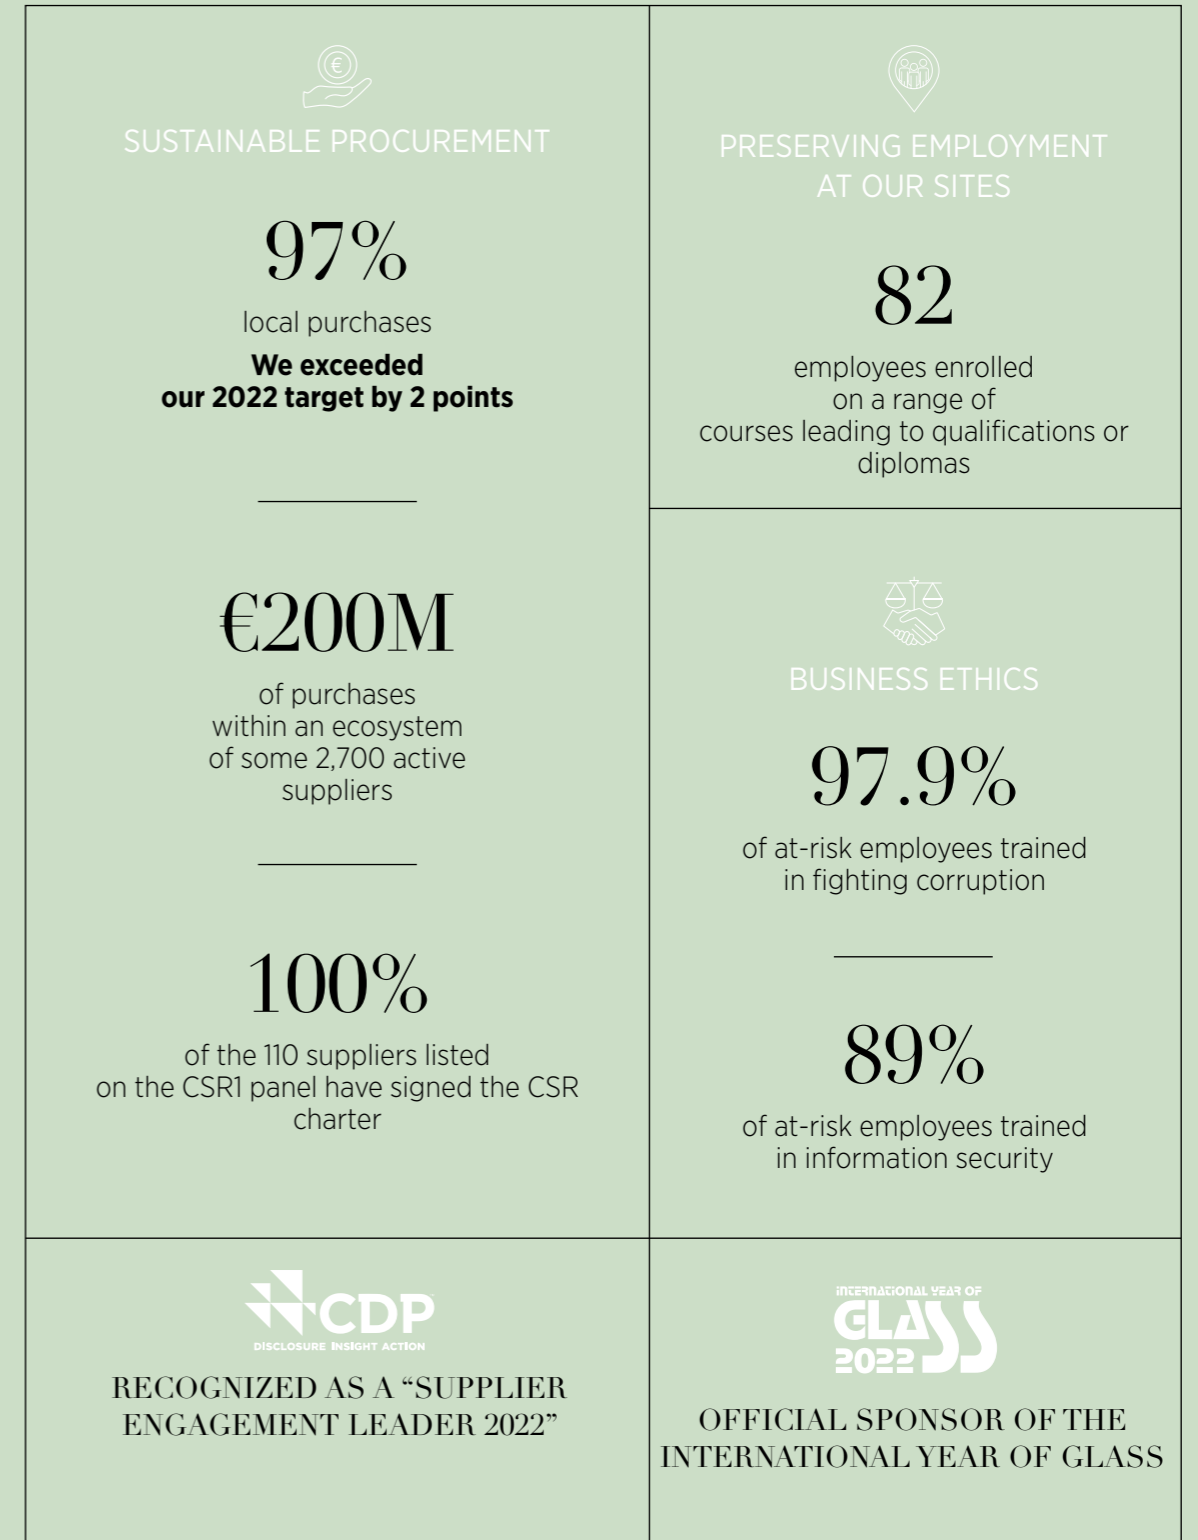 SUSTAINABLE PROCUREMENT
97%
local purchases
We exceeded
our 2022 target by 2 points
€200M
of purchases
within an ecosystem
of some 2,700 active
suppliers
100%
of the 110 suppliers listed
on the CSR1 panel have signed the CSR
charter
PRESERVING EMPLOYMENT
AT OUR SITES
82
employees enrolled
on a range of
courses leading to qualifications or
diplomas
BUSINESS ETHICS
97.9%
of at-risk employees trained
in fighting corruption
89%
of at-risk employees trained
in information security
CDP
DISCLOSURE INSIGHT ACTION
RECOGNIZED AS A “SUPPLIER
ENGAGEMENT LEADER 2022”
INTERNATIONAL YEAR OF
GLASS
2022
OFFICIAL SPONSOR OF THE
INTERNATIONAL YEAR OF GLASS